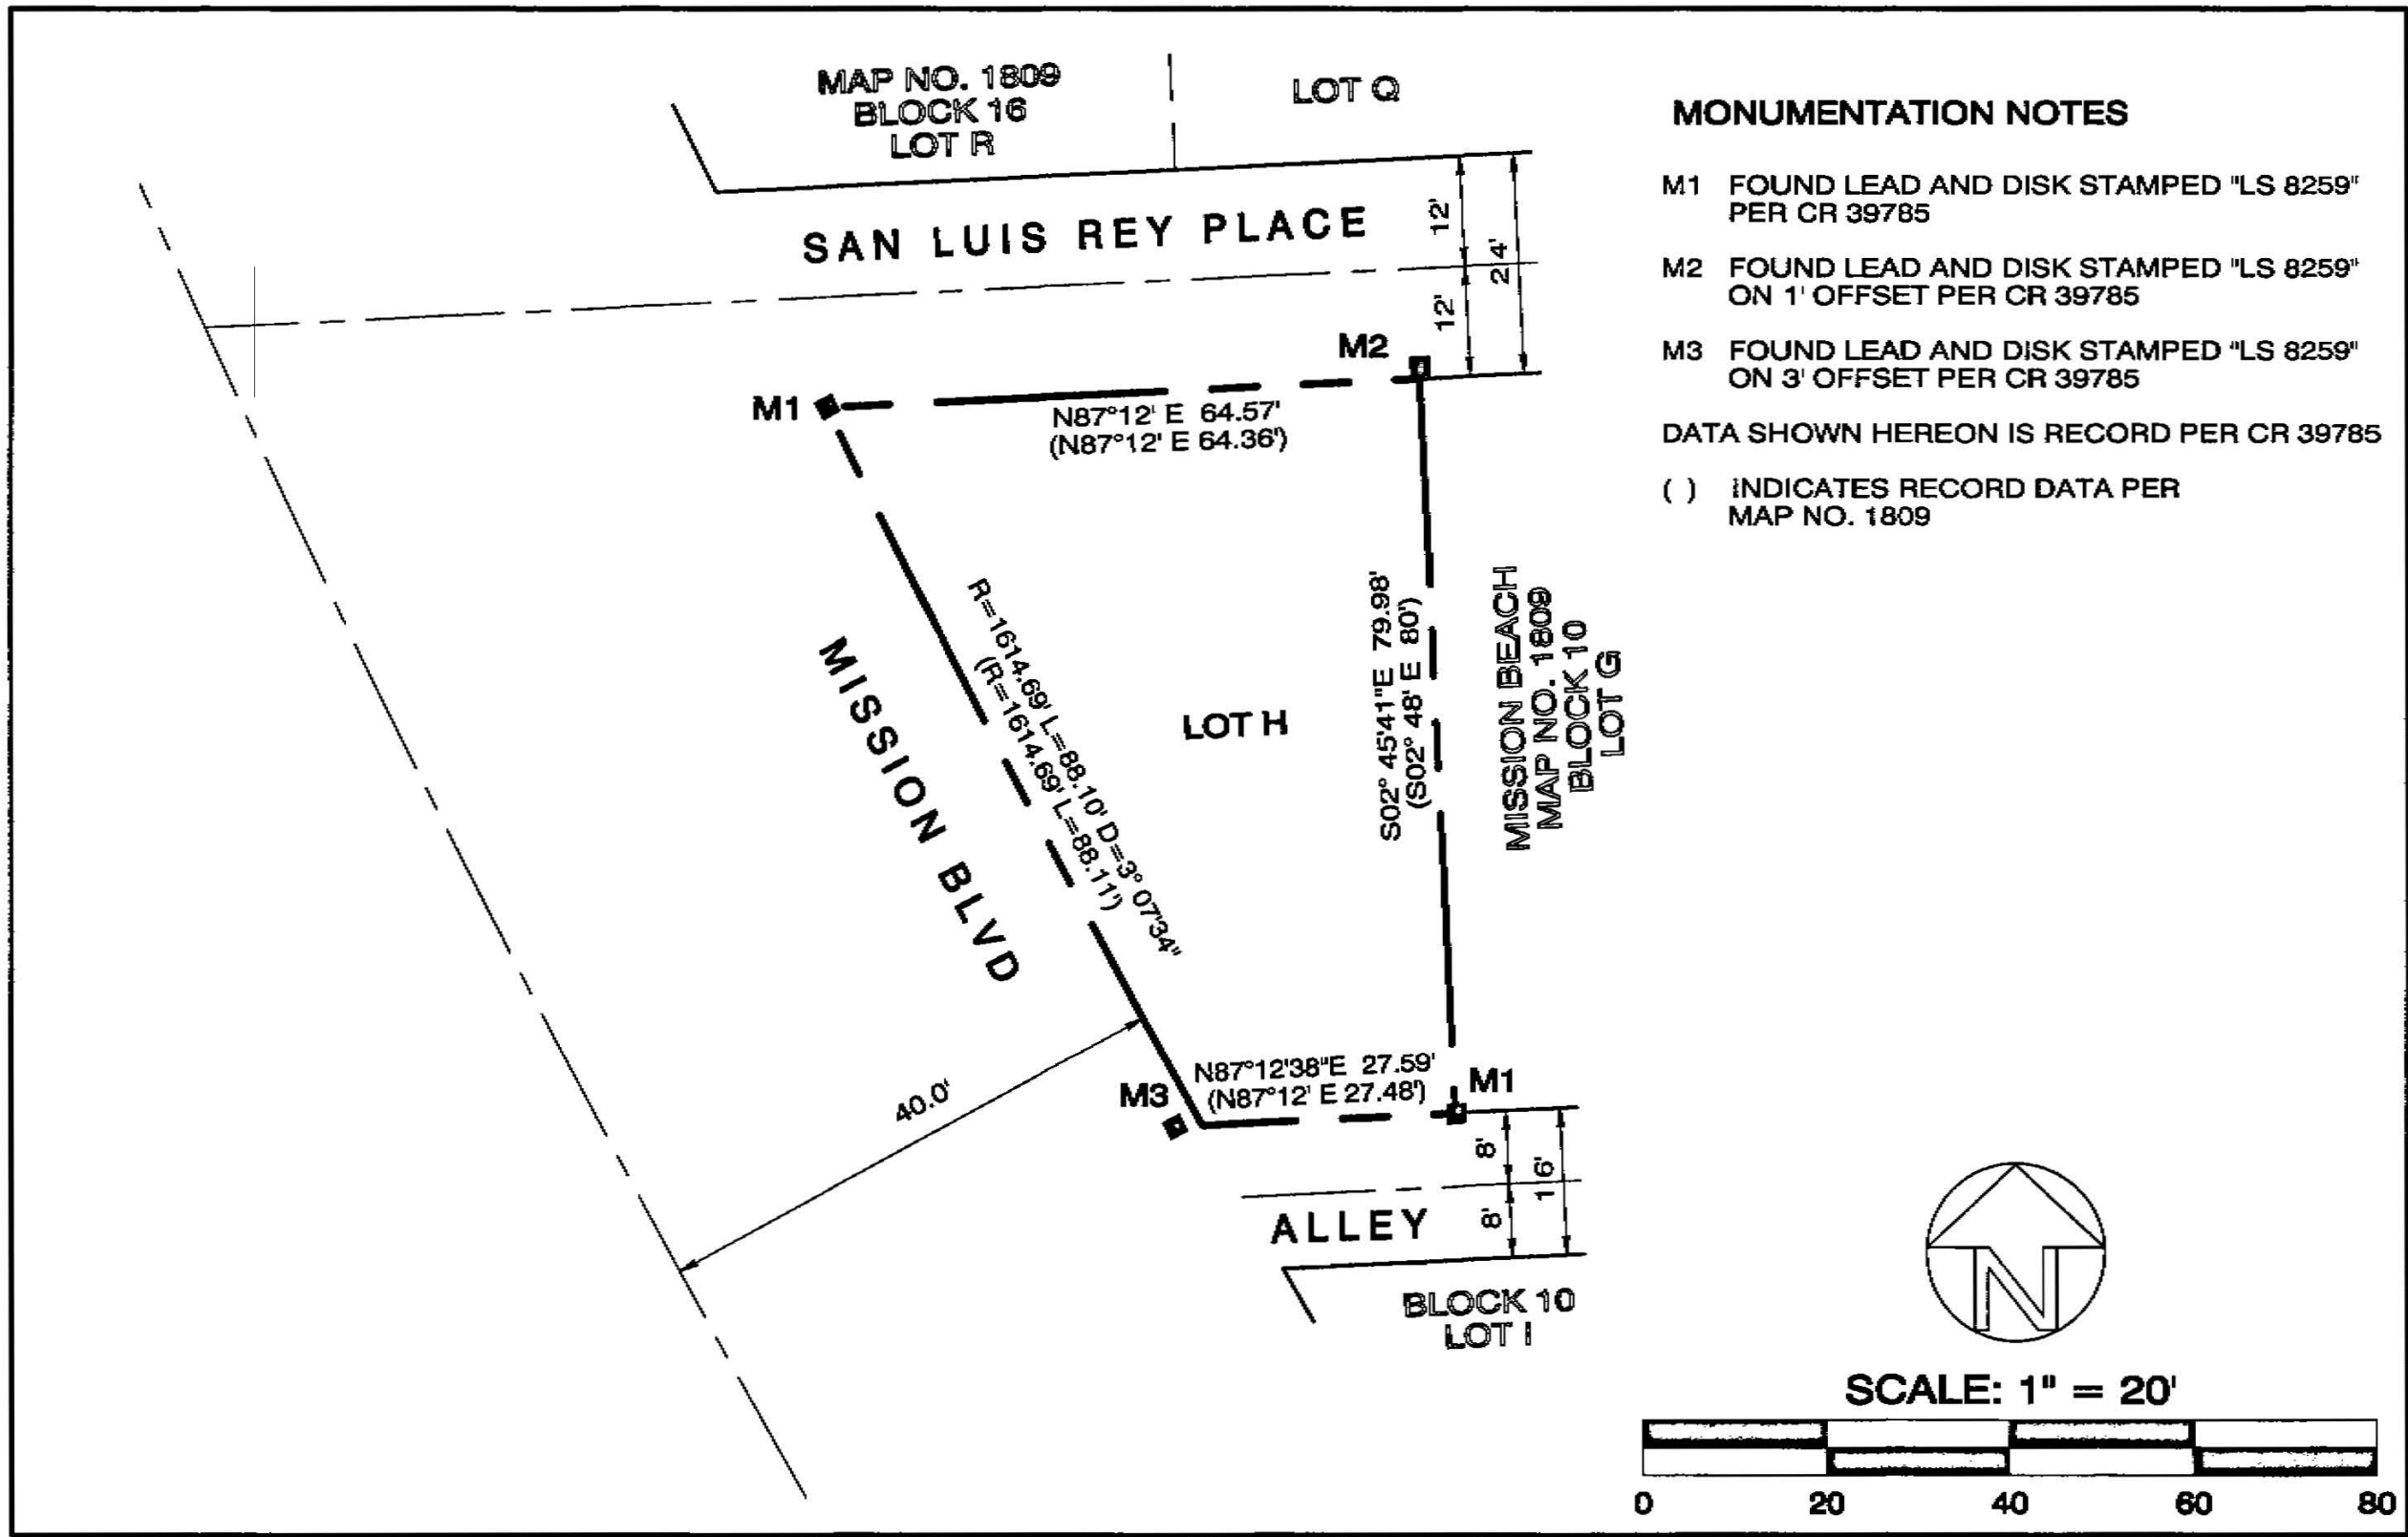 MAP NO. 1809
BLOCK 16
LOT R
LOT Q
SAN LUIS REY PLACE
12'
24'
12'
M2
M1
N87°12' E 64.57'
(N87°12' E 64.36')
R=1614.69' L=88.10' D=3° 07'34"
(R=1614.69' L=88.11')
MISSION BLVD
LOT H
S02° 45'41"E 79.98'
(S02° 48' E 80')
MISSION BEACH
MAP NO. 1809
BLOCK 10
LOT G
40.0'
N87°12'38"E 27.59'
(N87°12' E 27.48')
M3
M1
8'
16'
8'
ALLEY
BLOCK 10
LOT I
MONUMENTATION NOTES
M1 FOUND LEAD AND DISK STAMPED "LS 8259"
PER CR 39785
M2 FOUND LEAD AND DISK STAMPED "LS 8259"
ON 1' OFFSET PER CR 39785
M3 FOUND LEAD AND DISK STAMPED "LS 8259"
ON 3' OFFSET PER CR 39785
DATA SHOWN HEREON IS RECORD PER CR 39785
( ) INDICATES RECORD DATA PER
MAP NO. 1809
N
SCALE: 1" = 20'
0 20 40 60 80